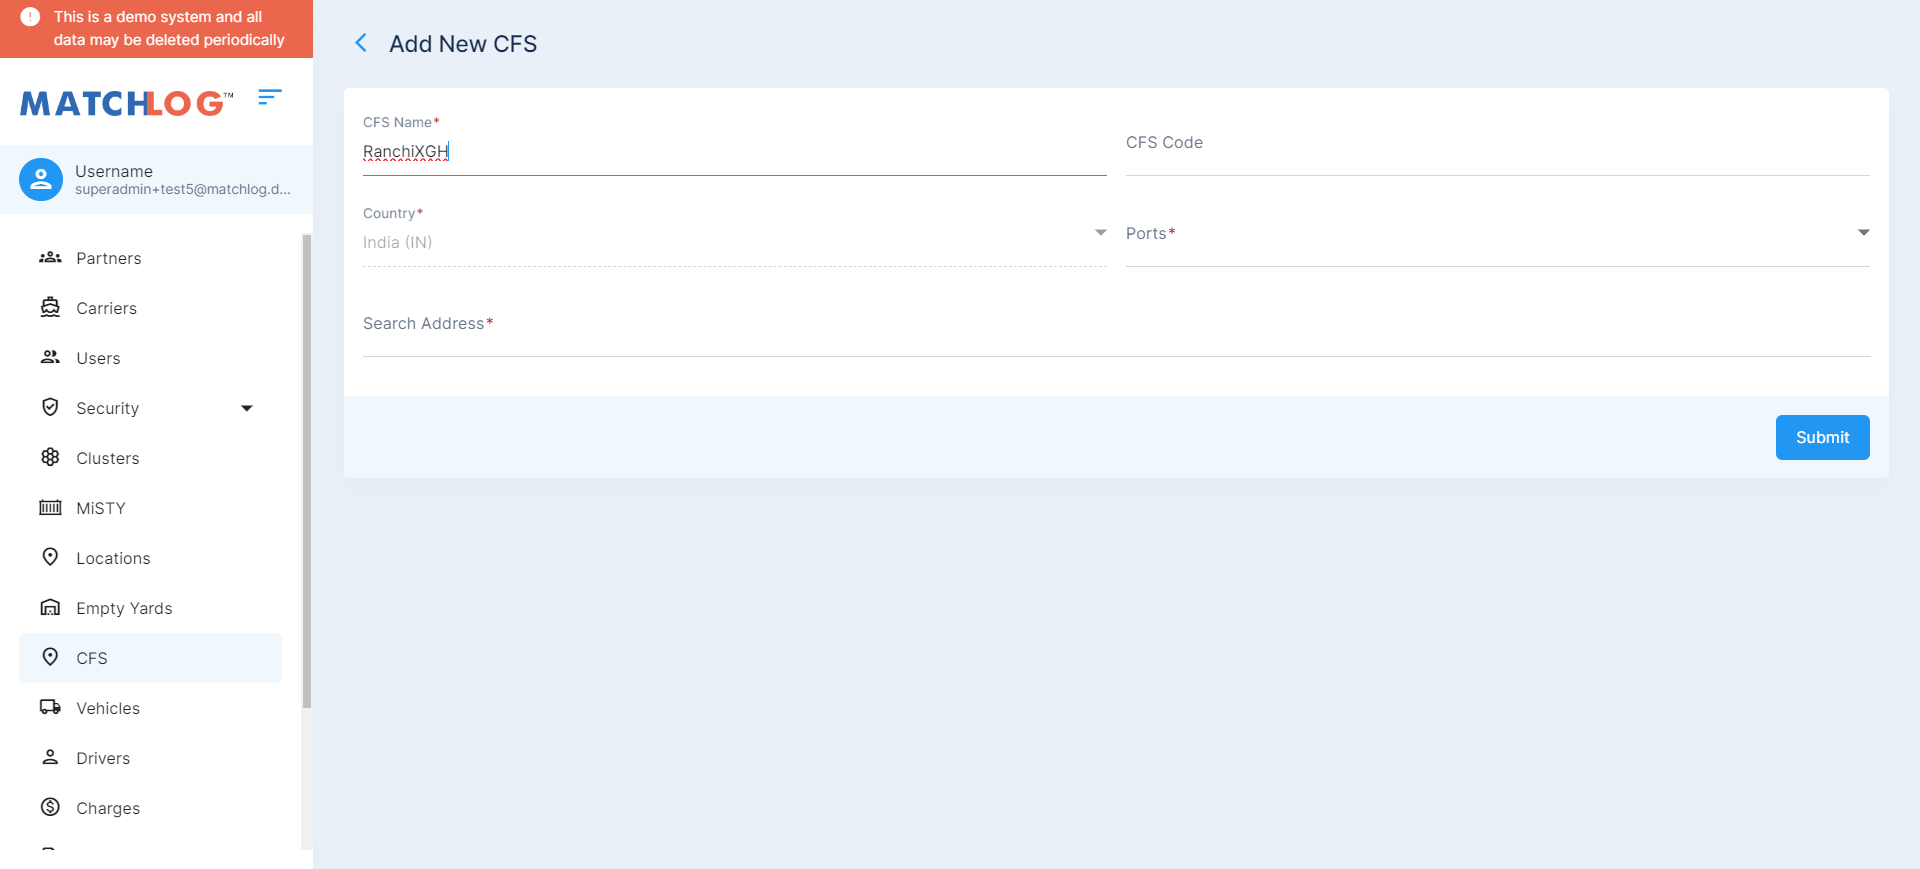 This is a demo system and all
data may be deleted periodically
MATCHLOG™
Username
superadmin+test5@matchlog.d...
Partners
Carriers
Users
Security
Clusters
MiSTY
Locations
Empty Yards
CFS
Vehicles
Drivers
Charges
Add New CFS
CFS Name*
RanchiXGH
CFS Code
Country*
India (IN)
Ports*
Search Address*
Submit